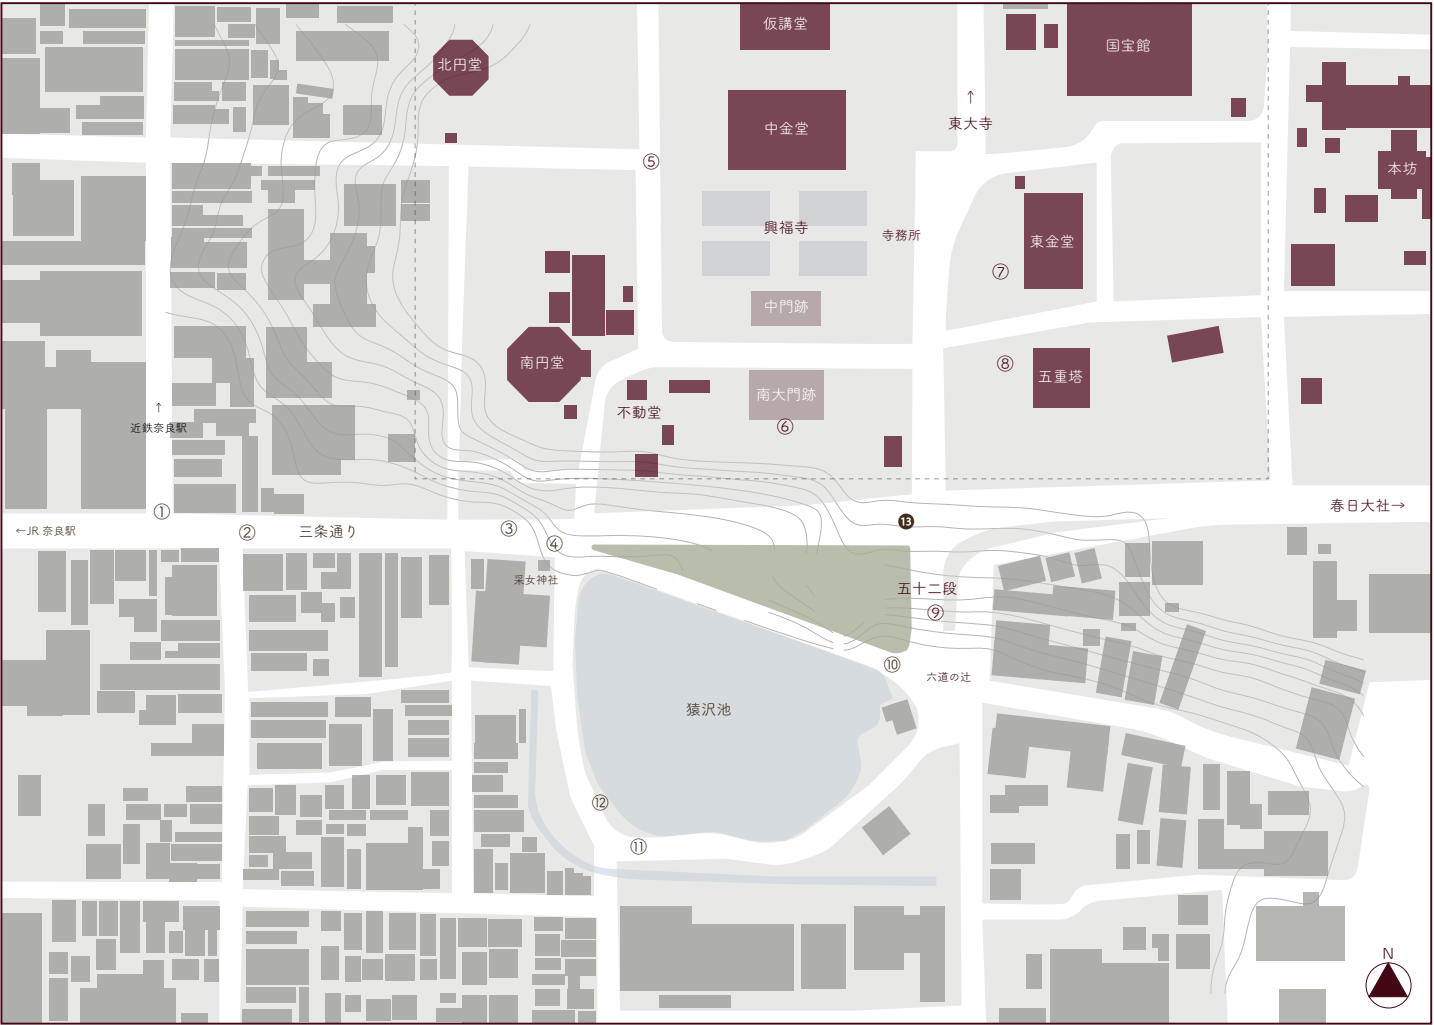 仮講堂
国宝館
北円堂
中金堂
↑
東大寺
⑤
本坊
興福寺
寺務所
東金堂
⑦
中門跡
南円堂
⑧
五重塔
南大門跡
不動堂
⑥
↑
近鉄奈良駅
①
春日大社→
←JR 奈良駅
②
三条通り
③
⓭
④
采女神社
五十二段
⑨
⑩
六道の辻
猿沢池
⑫
⑪
N